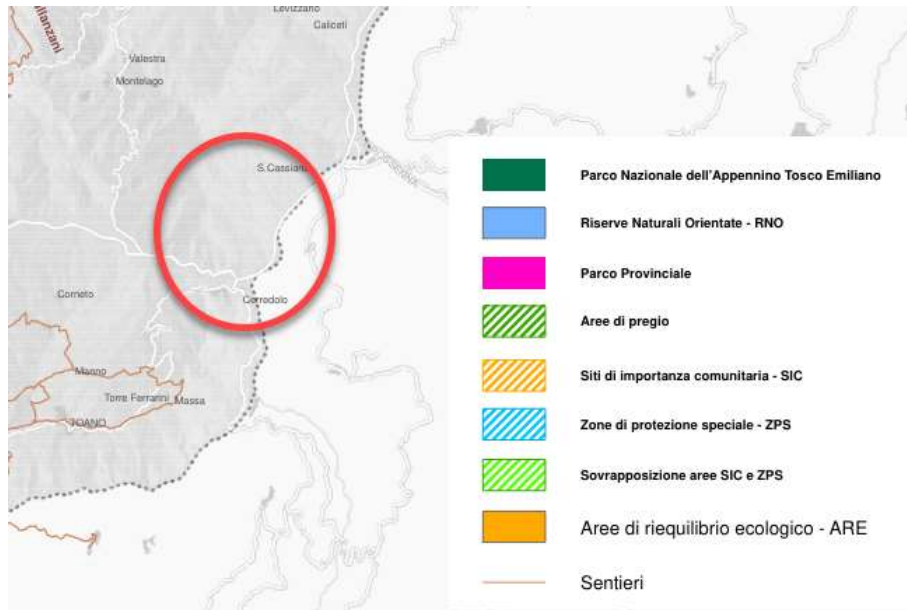 Levizzano
Caliceti
Valestra
Montelago
S.Cassiano
Cerredolo
Corneto
Manno
Torre Ferrarini
Massa
TOANO
Parco Nazionale dell'Appennino Tosco Emiliano
Riserve Naturali Orientate - RNO
Parco Provinciale
Aree di pregio
Siti di importanza comunitaria - SIC
Zone di protezione speciale - ZPS
Sovrapposizione aree SIC e ZPS
Aree di riequilibrio ecologico - ARE
Sentieri